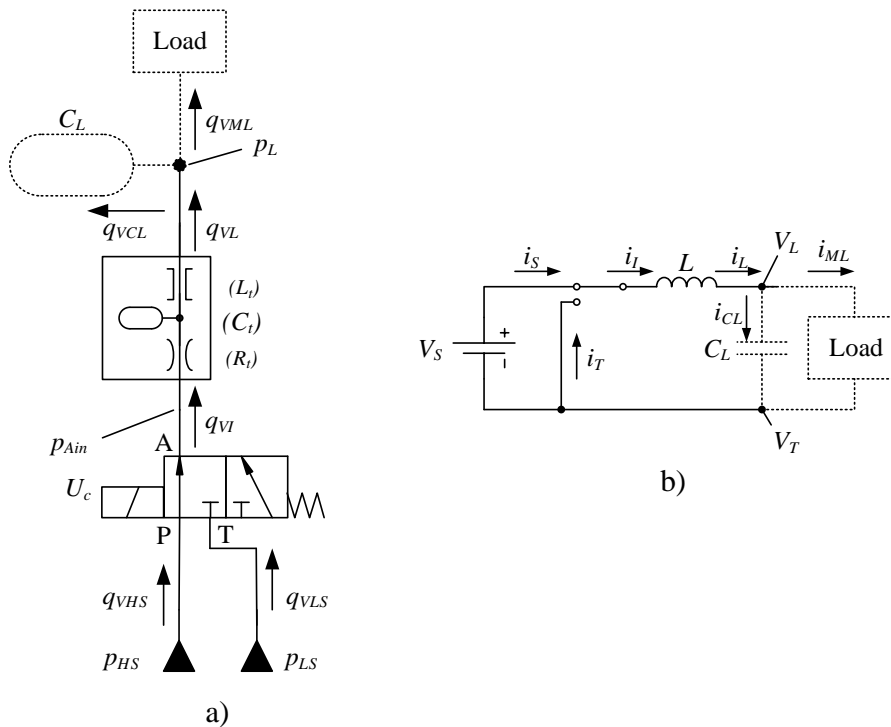 Load
C_L
q_VML
p_L
q_VCL
q_VL
(L_t)
(C_t)
(R_t)
p_Ain
q_VI
A
U_c
P
T
q_VHS
q_VLS
p_HS
p_LS
a)
i_S
i_I
L
i_L
V_L
i_ML
i_CL
V_S
+
−
i_T
C_L
Load
V_T
b)